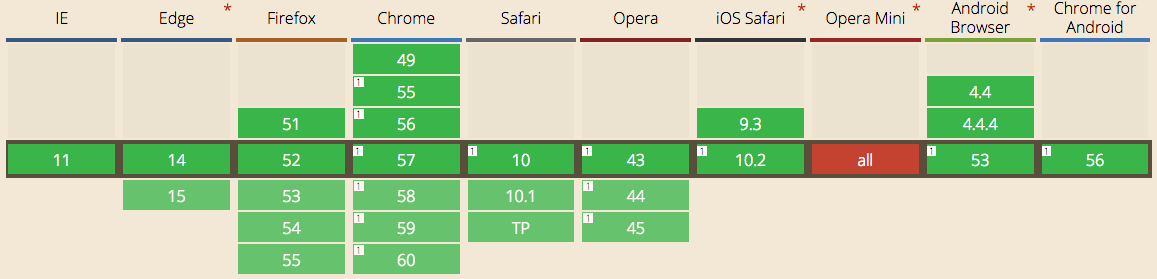 IE Edge * Firefox Chrome Safari Opera iOS Safari * Opera Mini * Android Browser * Chrome for Android
49
1 55 4.4
51 1 56 9.3 4.4.4
11 14 52 1 57 1 10 1 43 1 10.2 all 1 53 1 56
15 53 1 58 10.1 1 44
54 1 59 TP 1 45
55 1 60